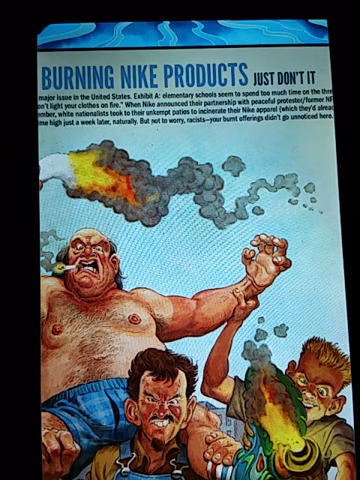 BURNING NIKE PRODUCTS JUST DON'T IT
major issue in the United States. Exhibit A: elementary schools seem to spend too much time on the thre
n't light your clothes on fire." When Nike announced their partnership with peaceful protester/former NF
ember, white nationalists took to their unkempt patios to incinerate their Nike apparel (which they'd alread
me high just a week later, naturally. But not to worry, racists—your burnt offerings didn't go unnoticed here.